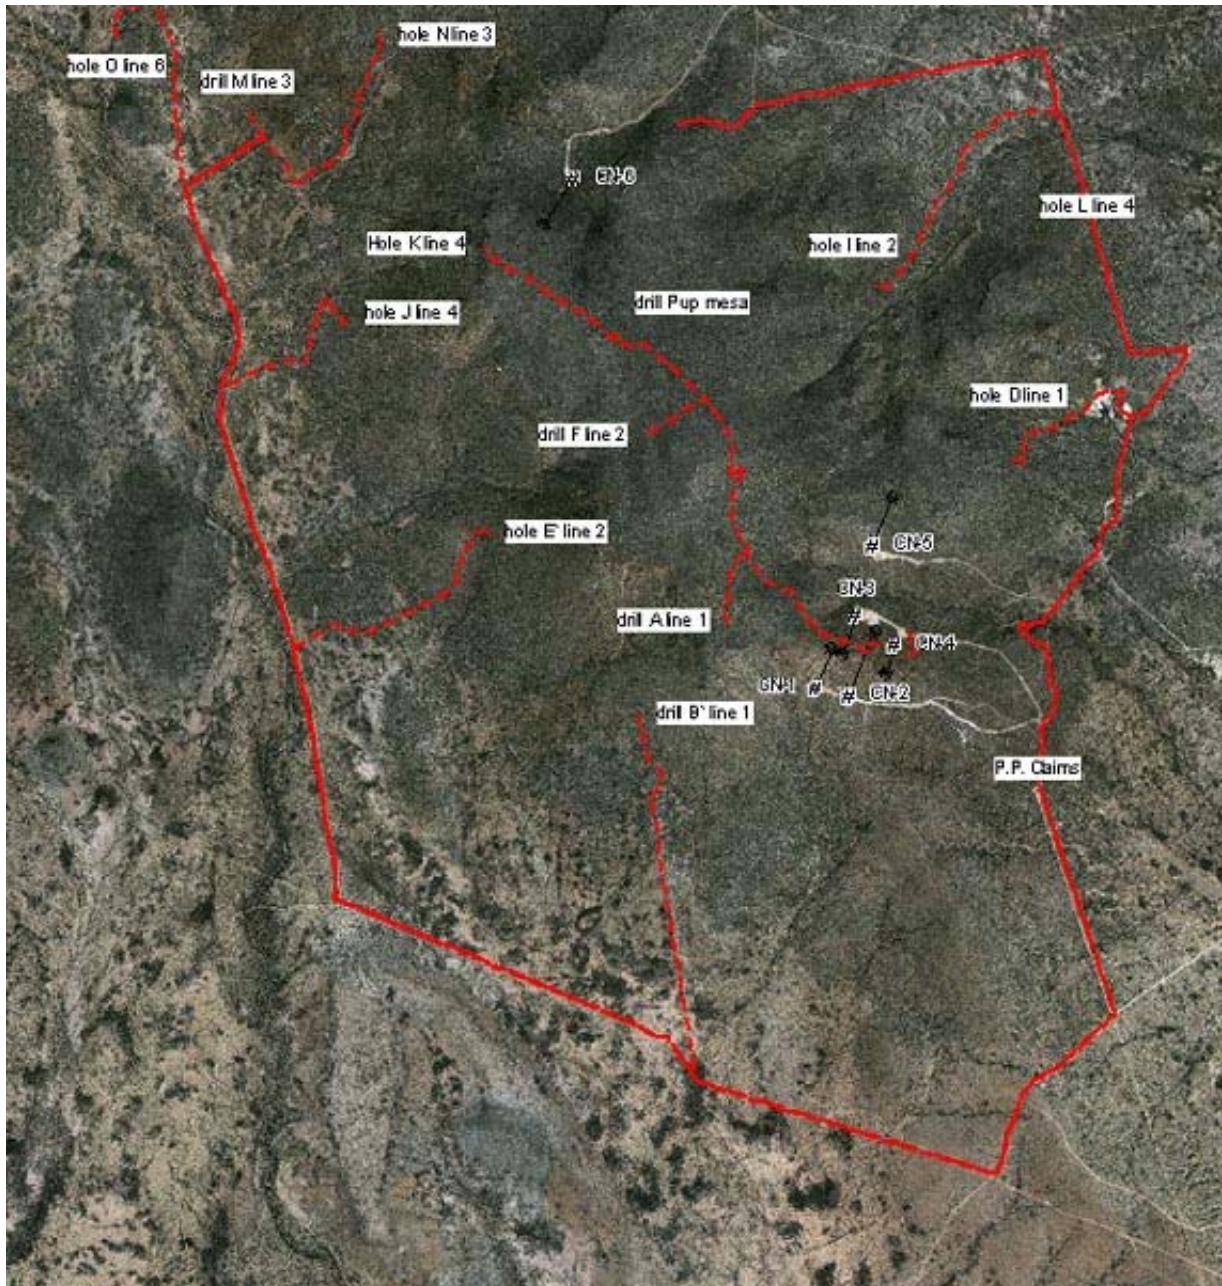 hole N line 3
hole O line 6
drill M line 3
# CN-6
hole L line 4
Hole K line 4
hole I line 2
drill P up mesa
hole J line 4
hole D line 1
drill F line 2
hole E` line 2
# CN-5
CN-3
#
drill A line 1
# CN-4
CN-1 #
# CN-2
drill B` line 1
P.P. Claims